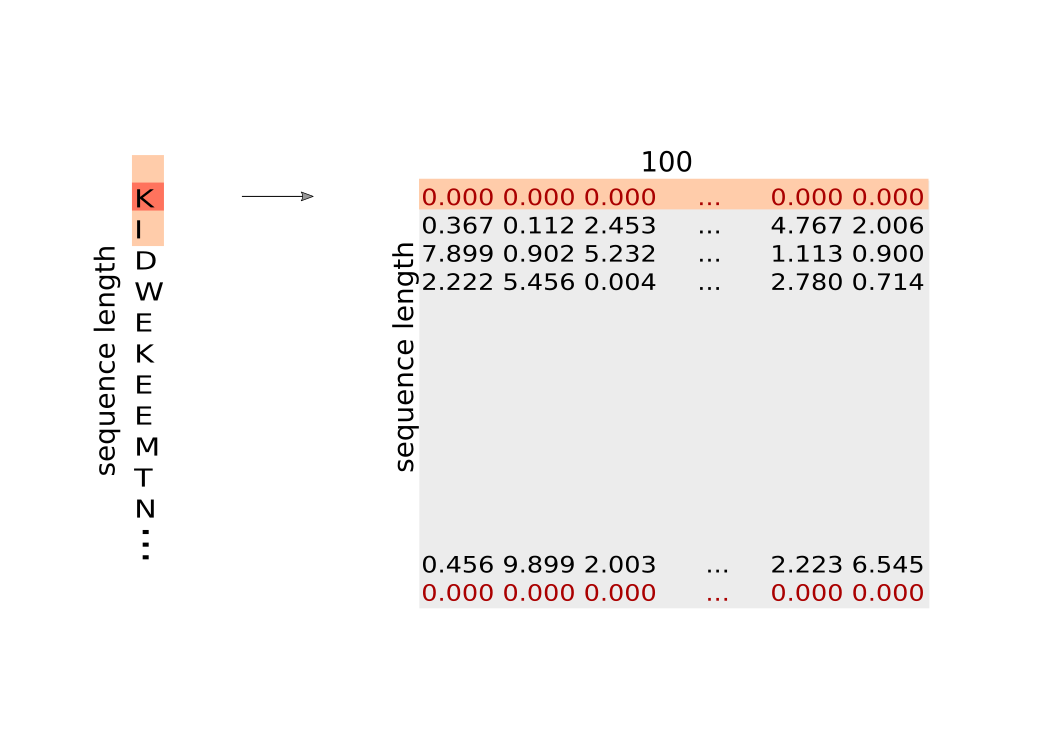 sequence length
K
I
D
W
E
K
E
E
M
T
N
...
100
sequence length
0.000 0.000 0.000 ... 0.000 0.000
0.367 0.112 2.453 ... 4.767 2.006
7.899 0.902 5.232 ... 1.113 0.900
2.222 5.456 0.004 ... 2.780 0.714
0.456 9.899 2.003 ... 2.223 6.545
0.000 0.000 0.000 ... 0.000 0.000